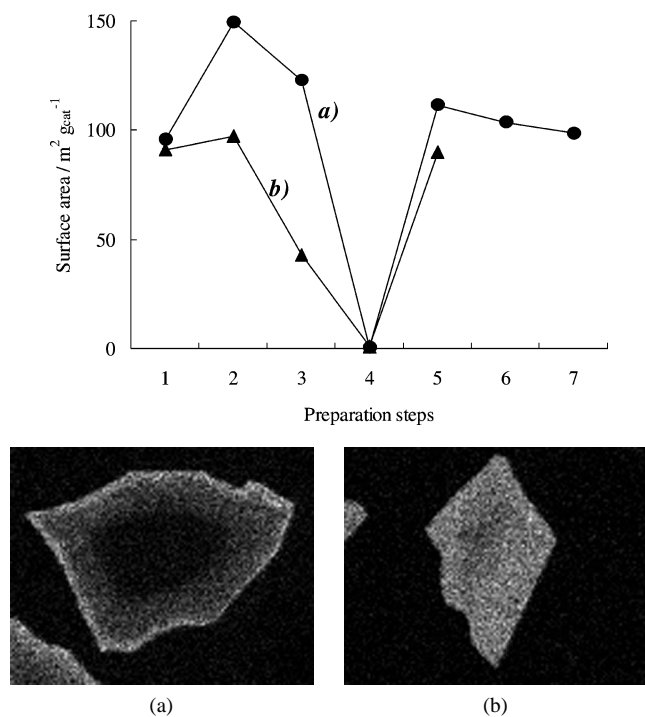 150
100
50
0
Surface area / m² gcat⁻¹
a)
b)
1 2 3 4 5 6 7
Preparation steps
(a) (b)